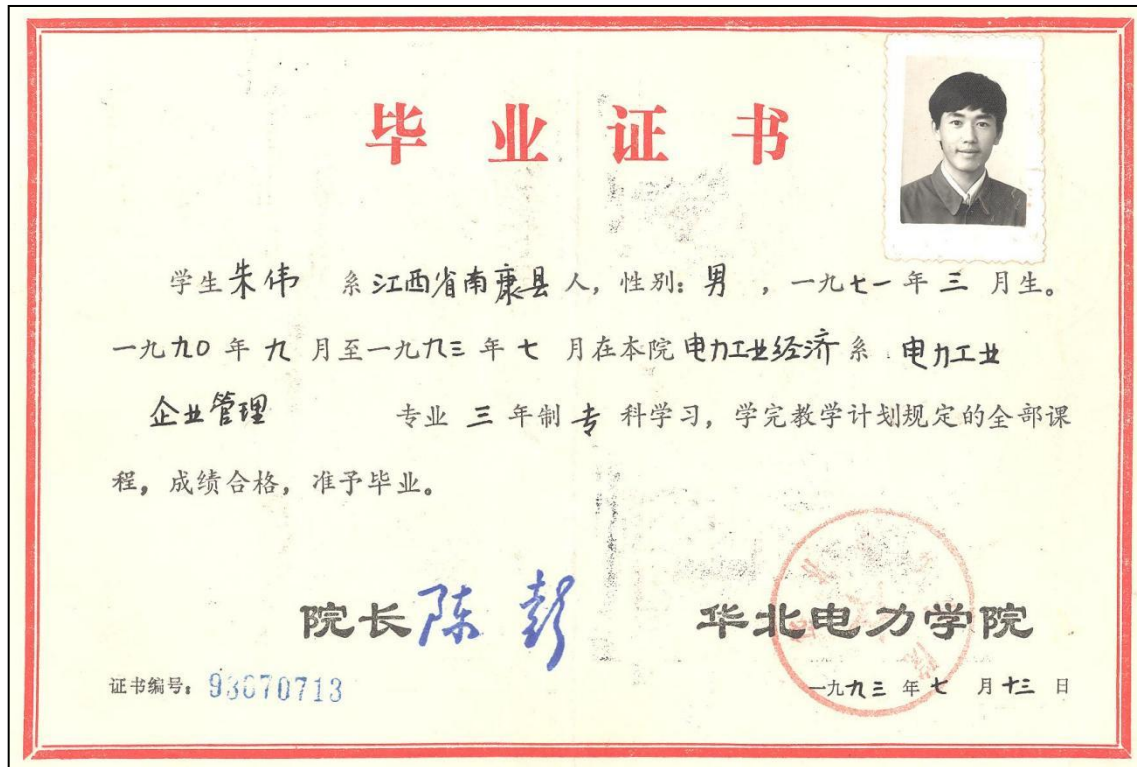 毕业证书
学生朱伟 系江西省南康县人，性别：男 ，一九七一年三月生。
一九九〇年九月至一九九三年七月在本院电力工业经济系 电力工业
企业管理 专业三年制专科学习，学完教学计划规定的全部课
程，成绩合格，准予毕业。
院长陈彭 华北电力学院
证书编号：93670713 一九九三年七月十三日